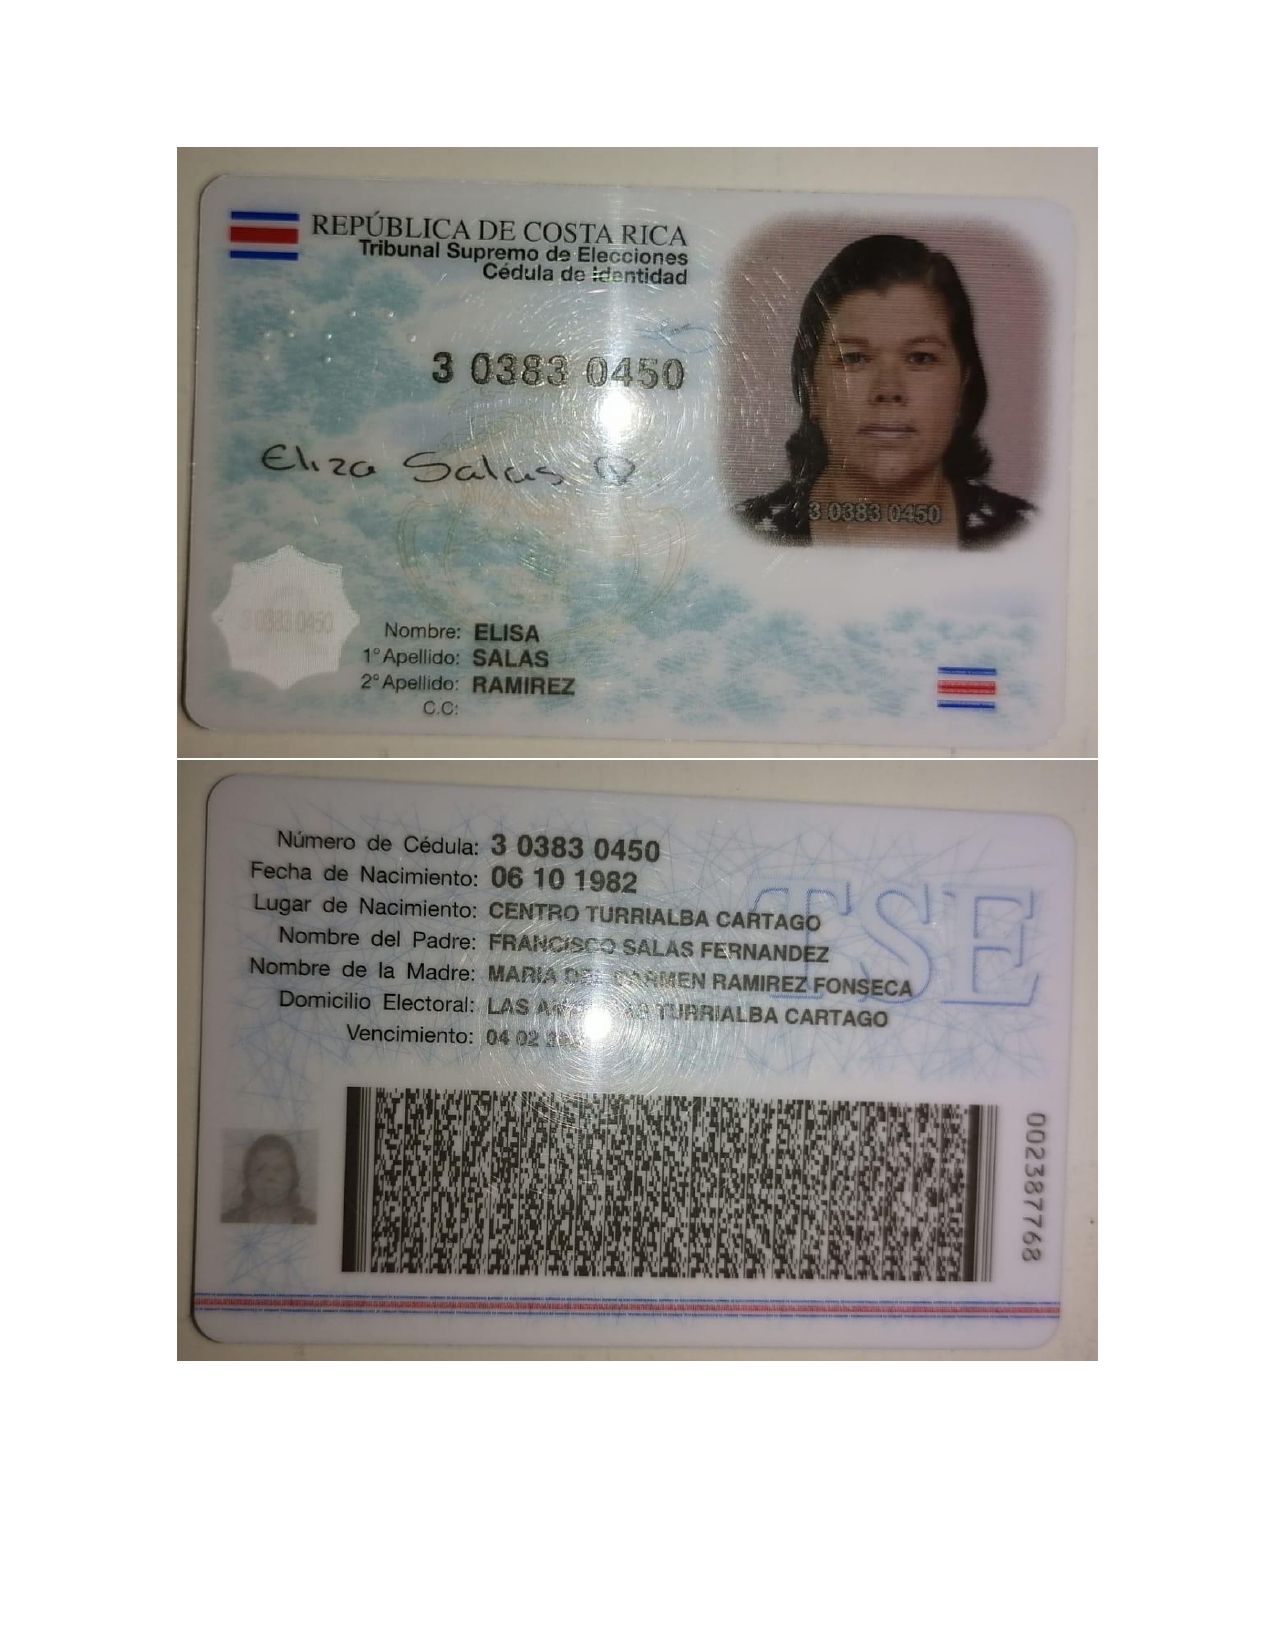 REPÚBLICA DE COSTA RICA
Tribunal Supremo de Elecciones
Cédula de Identidad
3 0383 0450
Eliza Salas R
3 0383 0450
3 0383 0450
Nombre: ELISA
1° Apellido: SALAS
2° Apellido: RAMIREZ
C.C:
Número de Cédula: 3 0383 0450
Fecha de Nacimiento: 06 10 1982
Lugar de Nacimiento: CENTRO TURRIALBA CARTAGO
Nombre del Padre: FRANCISCO SALAS FERNANDEZ
Nombre de la Madre: MARIA DEL CARMEN RAMIREZ FONSECA
Domicilio Electoral: LAS TURRIALBA CARTAGO
Vencimiento: 04 02
TSE
002387768